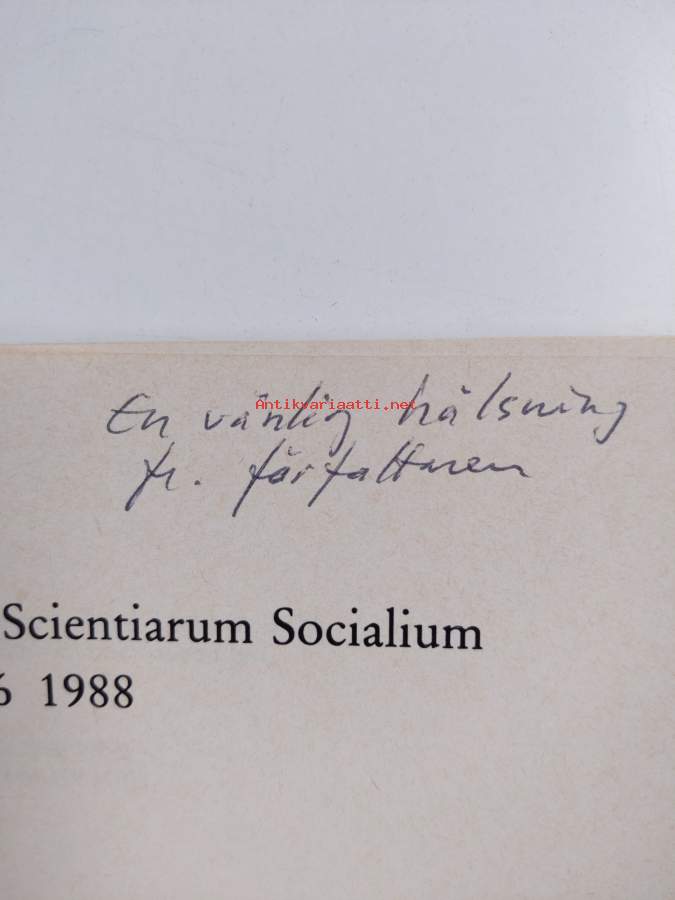 En vänlig hälsning
fr. författaren
Antikvariaatti.net
Scientiarum Socialium
6 1988